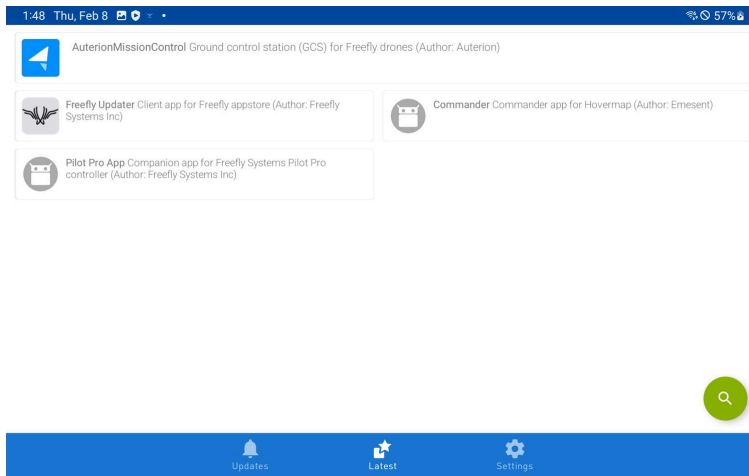 1:48 Thu, Feb 8
57%
AuterionMissionControl Ground control station (GCS) for Freefly drones (Author: Auterion)
Freefly Updater Client app for Freefly appstore (Author: Freefly
Systems Inc)
Commander Commander app for Hovermap (Author: Emesent)
Pilot Pro App Companion app for Freefly Systems Pilot Pro
controller (Author: Freefly Systems Inc)
Updates
Latest
Settings